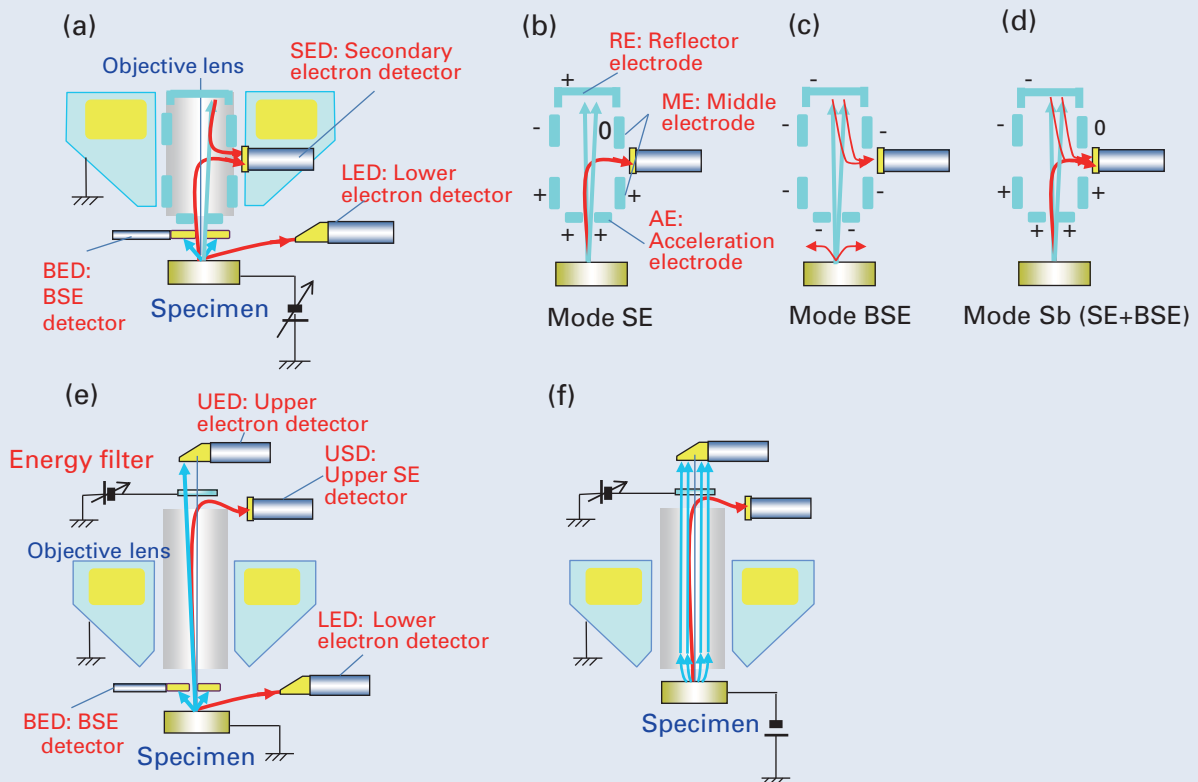 (a)
SED: Secondary
electron detector
Objective lens
LED: Lower
electron detector
BED:
BSE
detector
Specimen
(b)
RE: Reflector
electrode
+
ME: Middle
electrode
-
0
+
+
+
+
AE:
Acceleration
electrode
Mode SE
(c)
-
-
-
-
-
-
-
Mode BSE
(d)
-
-
0
+
+
+
+
Mode Sb (SE+BSE)
(e)
UED: Upper
electron detector
Energy filter
USD:
Upper SE
detector
Objective lens
LED: Lower
electron detector
BED: BSE
detector
Specimen
(f)
Specimen